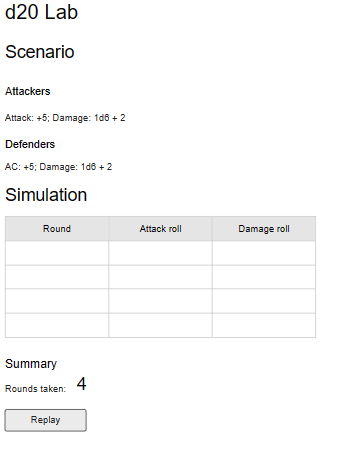 d20 Lab
Scenario
Attackers
Attack: +5; Damage: 1d6 + 2
Defenders
AC: +5; Damage: 1d6 + 2
Simulation
Round Attack roll Damage roll
Summary
Rounds taken: 4
Replay